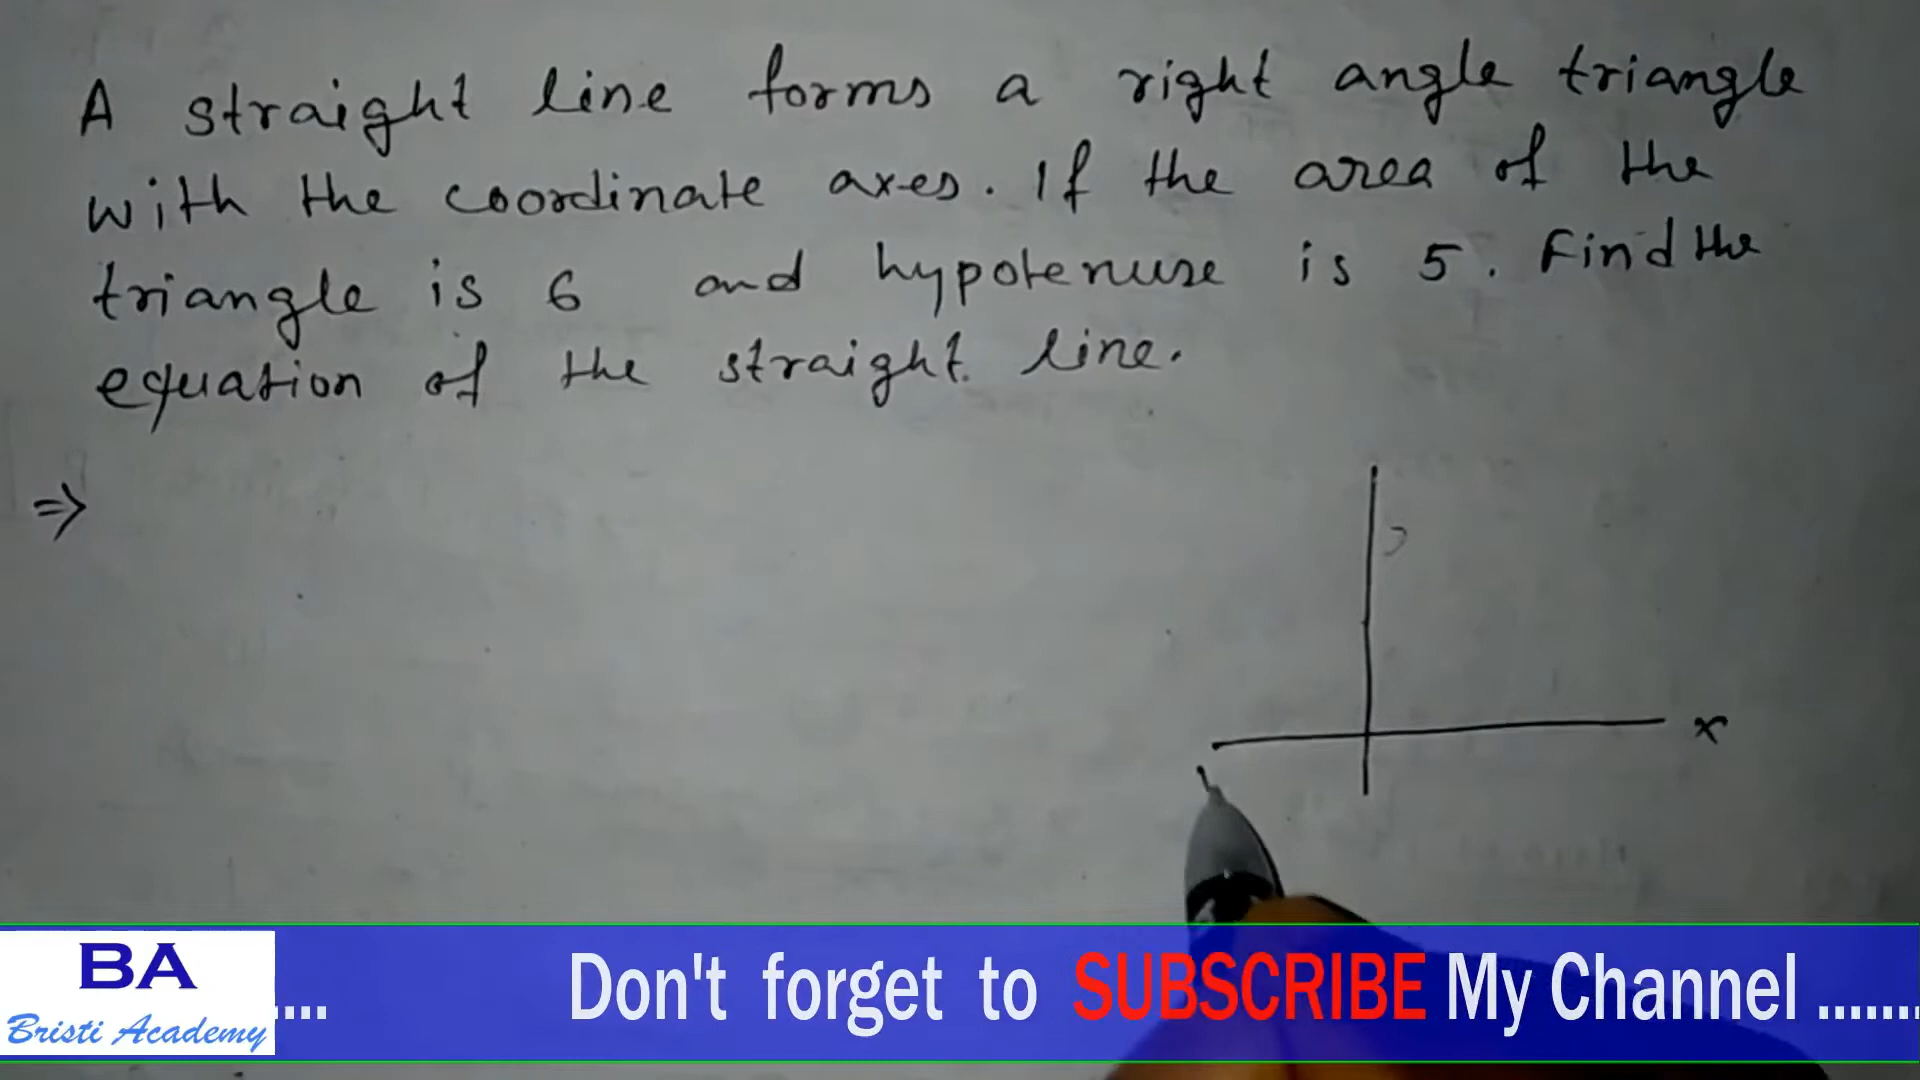 A straight line forms a right angle triangle
with the coordinate axes. If the area of the
triangle is 6 and hypotenuse is 5. Find the
equation of the straight line.
⇒
x
BA
Bristi Academy
.... Don't forget to SUBSCRIBE My Channel .......